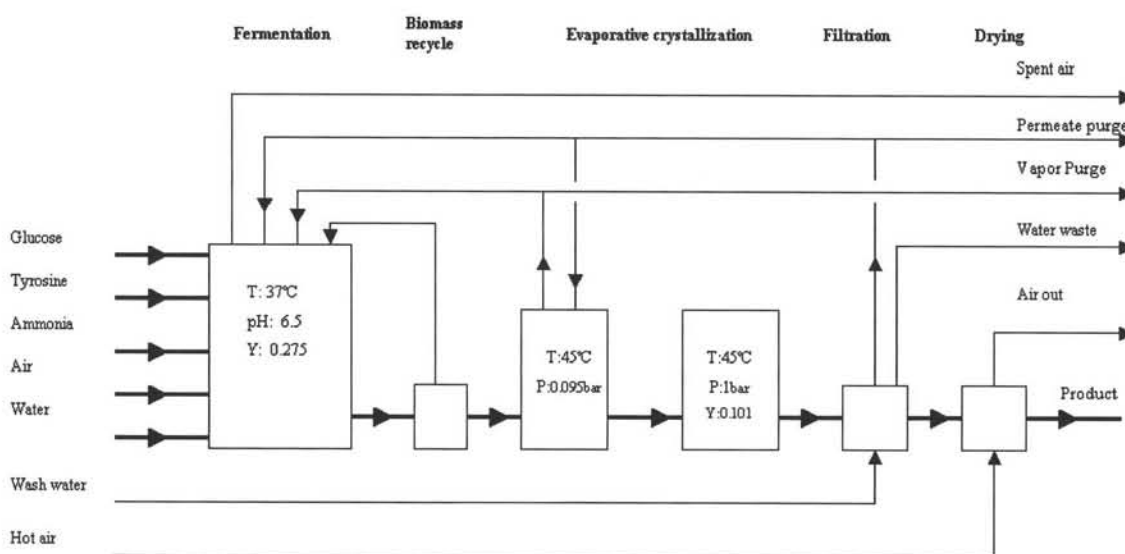 Fermentation
Biomass
recycle
Evaporative crystallization
Filtration
Drying
Spent air
Permeate purge
Vapor Purge
Water waste
Air out
Product
Glucose
Tyrosine
Ammonia
Air
Water
Wash water
Hot air
T: 37°C
pH: 6.5
Y: 0.275
T:45°C
P:0.095bar
T:45°C
P:1bar
Y:0.101